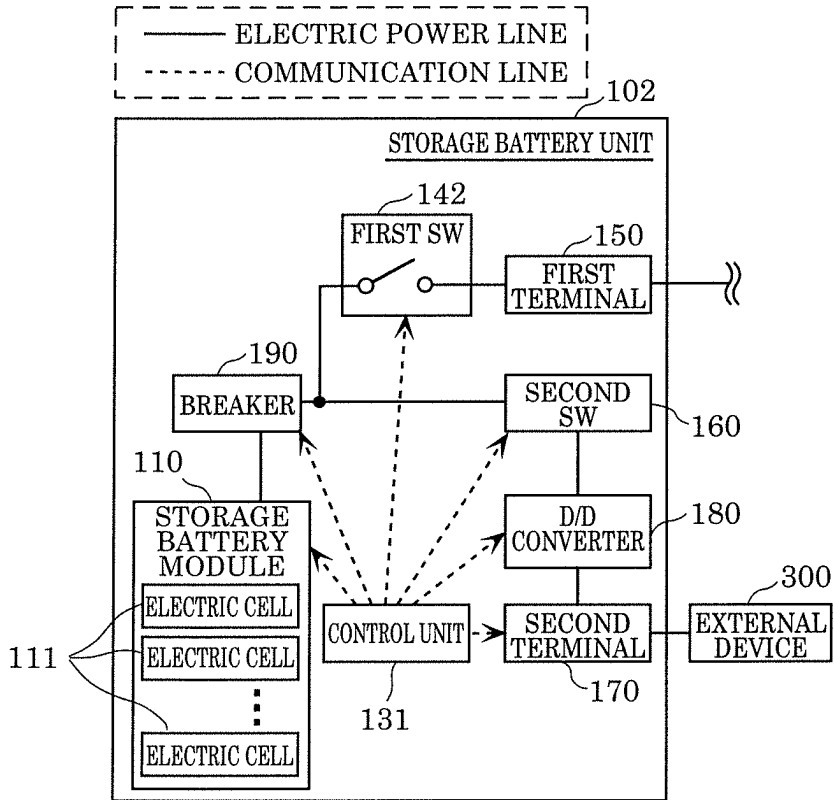 ELECTRIC POWER LINE
COMMUNICATION LINE
102
STORAGE BATTERY UNIT
142
FIRST SW
150
FIRST
TERMINAL
190
BREAKER
SECOND
SW
160
110
STORAGE
BATTERY
MODULE
D/D
CONVERTER
180
ELECTRIC CELL
ELECTRIC CELL
ELECTRIC CELL
111
CONTROL UNIT
131
SECOND
TERMINAL
170
300
EXTERNAL
DEVICE